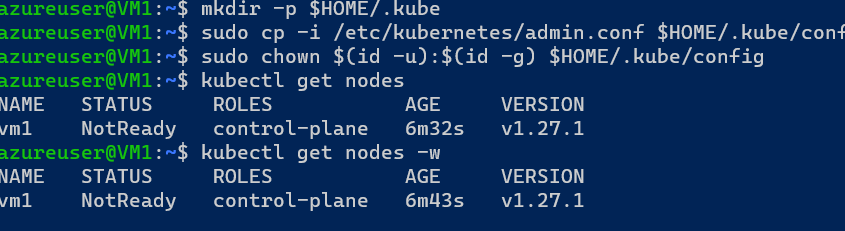 azureuser@VM1:~$ mkdir -p $HOME/.kube
azureuser@VM1:~$ sudo cp -i /etc/kubernetes/admin.conf $HOME/.kube/conf
azureuser@VM1:~$ sudo chown $(id -u):$(id -g) $HOME/.kube/config
azureuser@VM1:~$ kubectl get nodes
NAME STATUS ROLES AGE VERSION
vm1 NotReady control-plane 6m32s v1.27.1
azureuser@VM1:~$ kubectl get nodes -w
NAME STATUS ROLES AGE VERSION
vm1 NotReady control-plane 6m43s v1.27.1